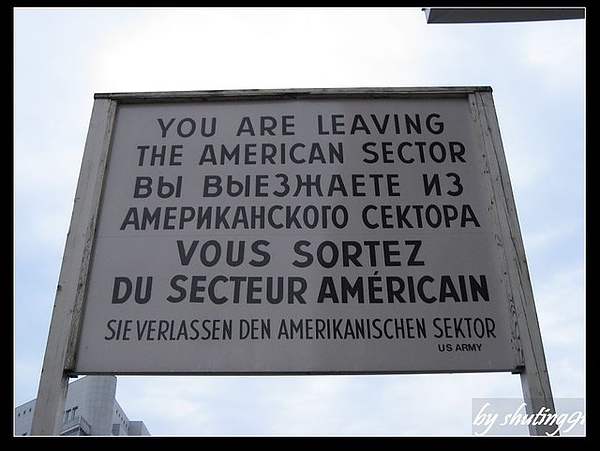 YOU ARE LEAVING
THE AMERICAN SECTOR
ВЫ ВЫЕЗЖАЕТЕ ИЗ
АМЕРИКАНСКОГО СЕКТОРА
VOUS SORTEZ
DU SECTEUR AMÉRICAIN
SIE VERLASSEN DEN AMERIKANISCHEN SEKTOR
US ARMY
by